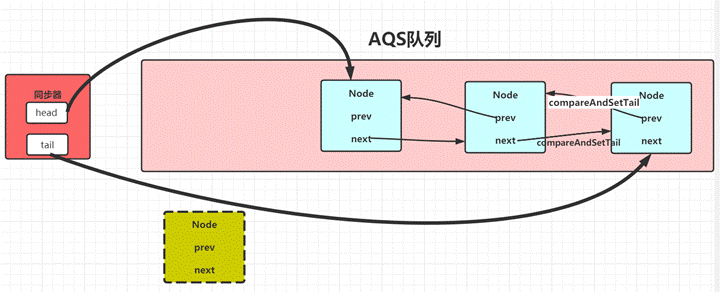 AQS队列
同步器
head
tail
Node
prev
next
Node
prev
next
compareAndSetTail
Node
compareAndSetTail
prev
next
Node
prev
next